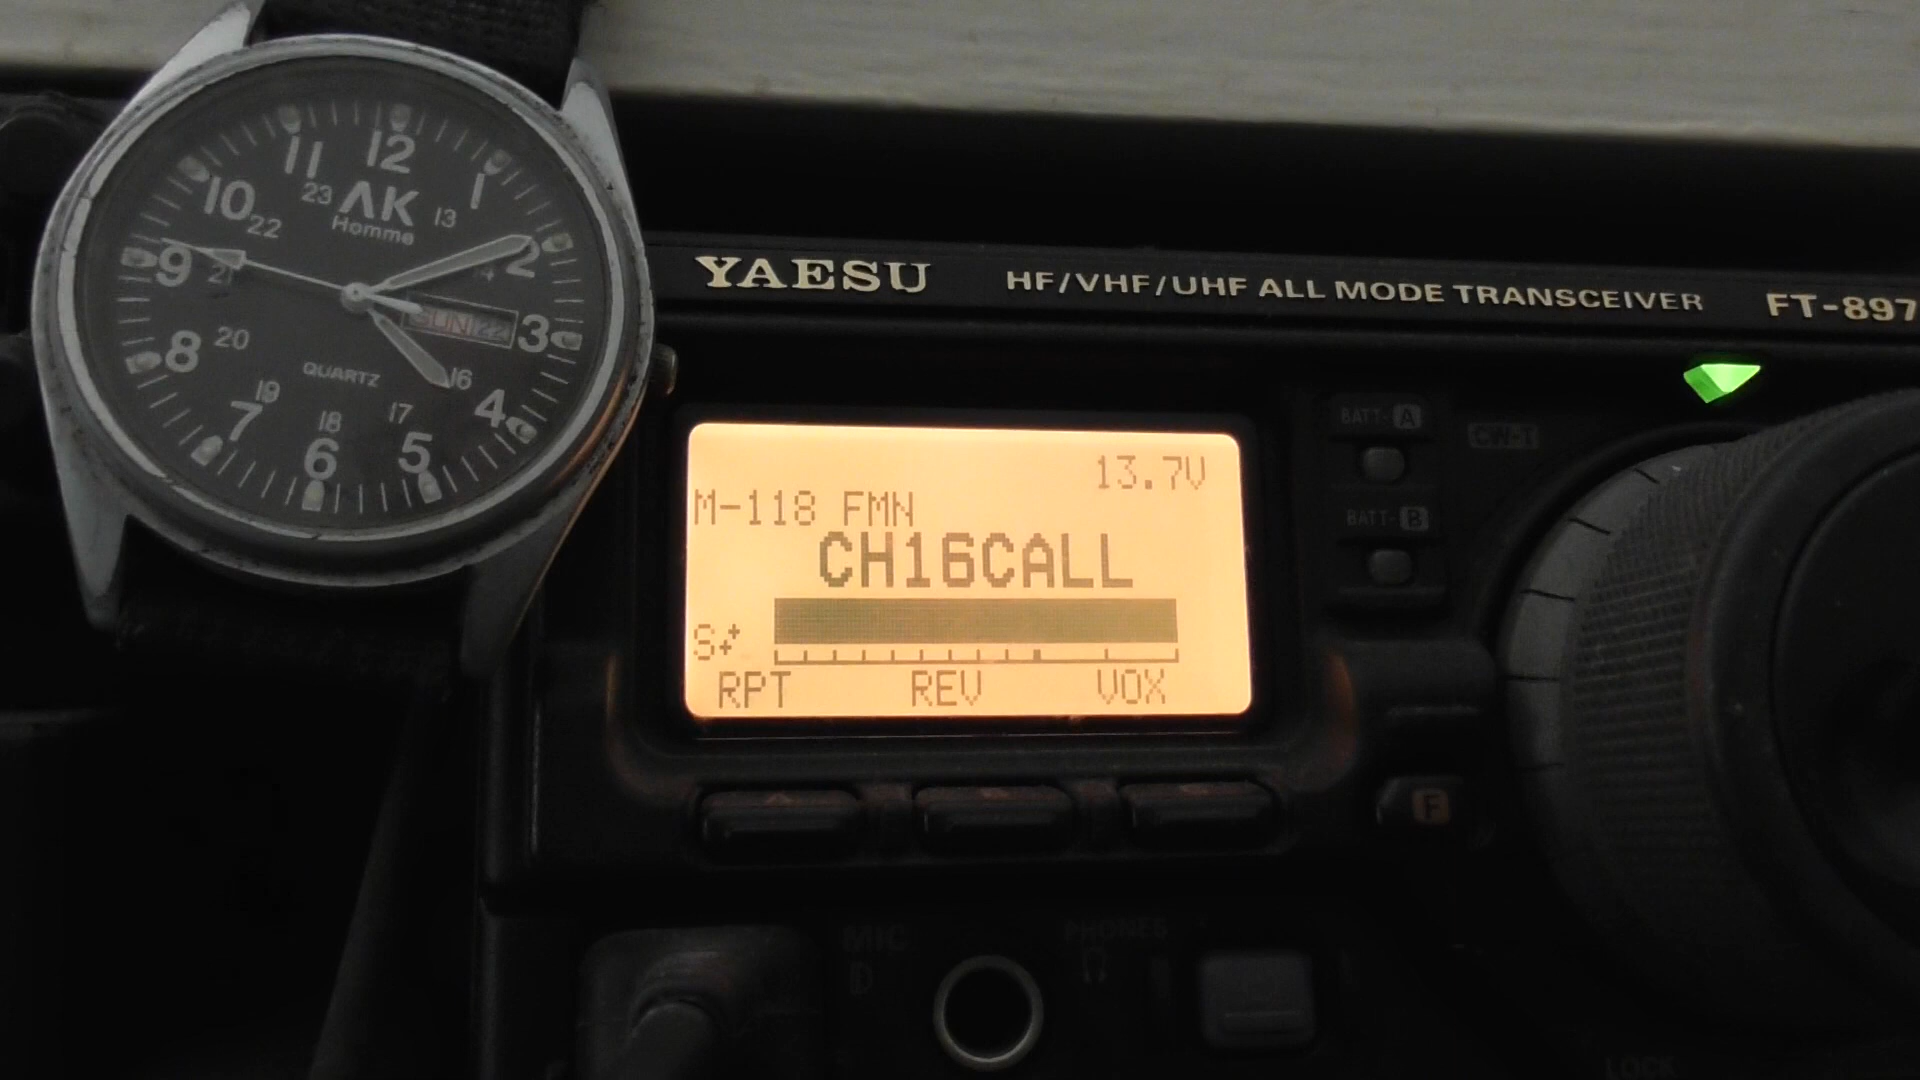 12
11
1
10
23
ΛK
13
Homme
22
2
14
9
21
SUN 22
3
8
20
QUARTZ
16
19
4
7
18
17
5
6
YAESU
HF/VHF/UHF ALL MODE TRANSCEIVER
FT-897
BATT-A
CW-T
BATT-B
13.7V
M-118 FMN
CH16CALL
S
RPT REV VOX
F
MIC
PHONES
LOCK